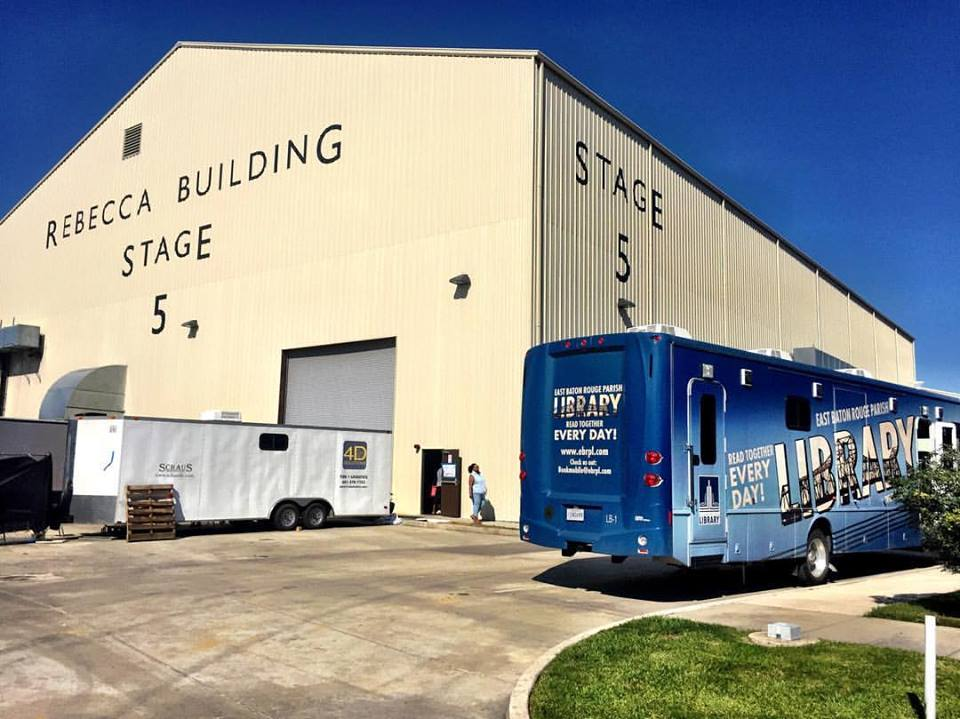 REBECCA BUILDING
STAGE
5
STAGE
5
EAST BATON ROUGE PARISH
LIBRARY
READ TOGETHER
EVERY DAY!
www.ebrpl.com
Check us out:
Bookmobile@ebrpl.com
LB-1
EAST BATON ROUGE PARISH
LIBRARY
READ TOGETHER
EVERY
DAY!
LIBRARY
SCHAUS
4D